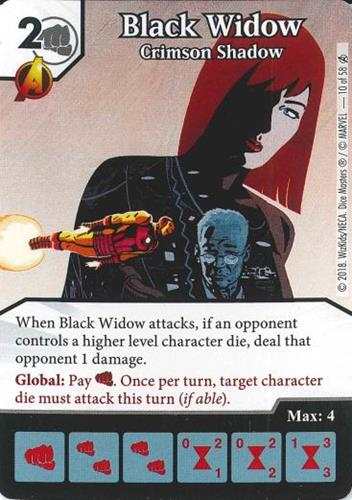 2
Black Widow
Crimson Shadow
© 2018. WizKids/NECA. Dice Masters ® / © MARVEL — 10 of 58
When Black Widow attacks, if an opponent
controls a higher level character die, deal that
opponent 1 damage.
Global: Pay . Once per turn, target character
die must attack this turn (if able).
Max: 4
0 2 1
0 2 2
1 3 3